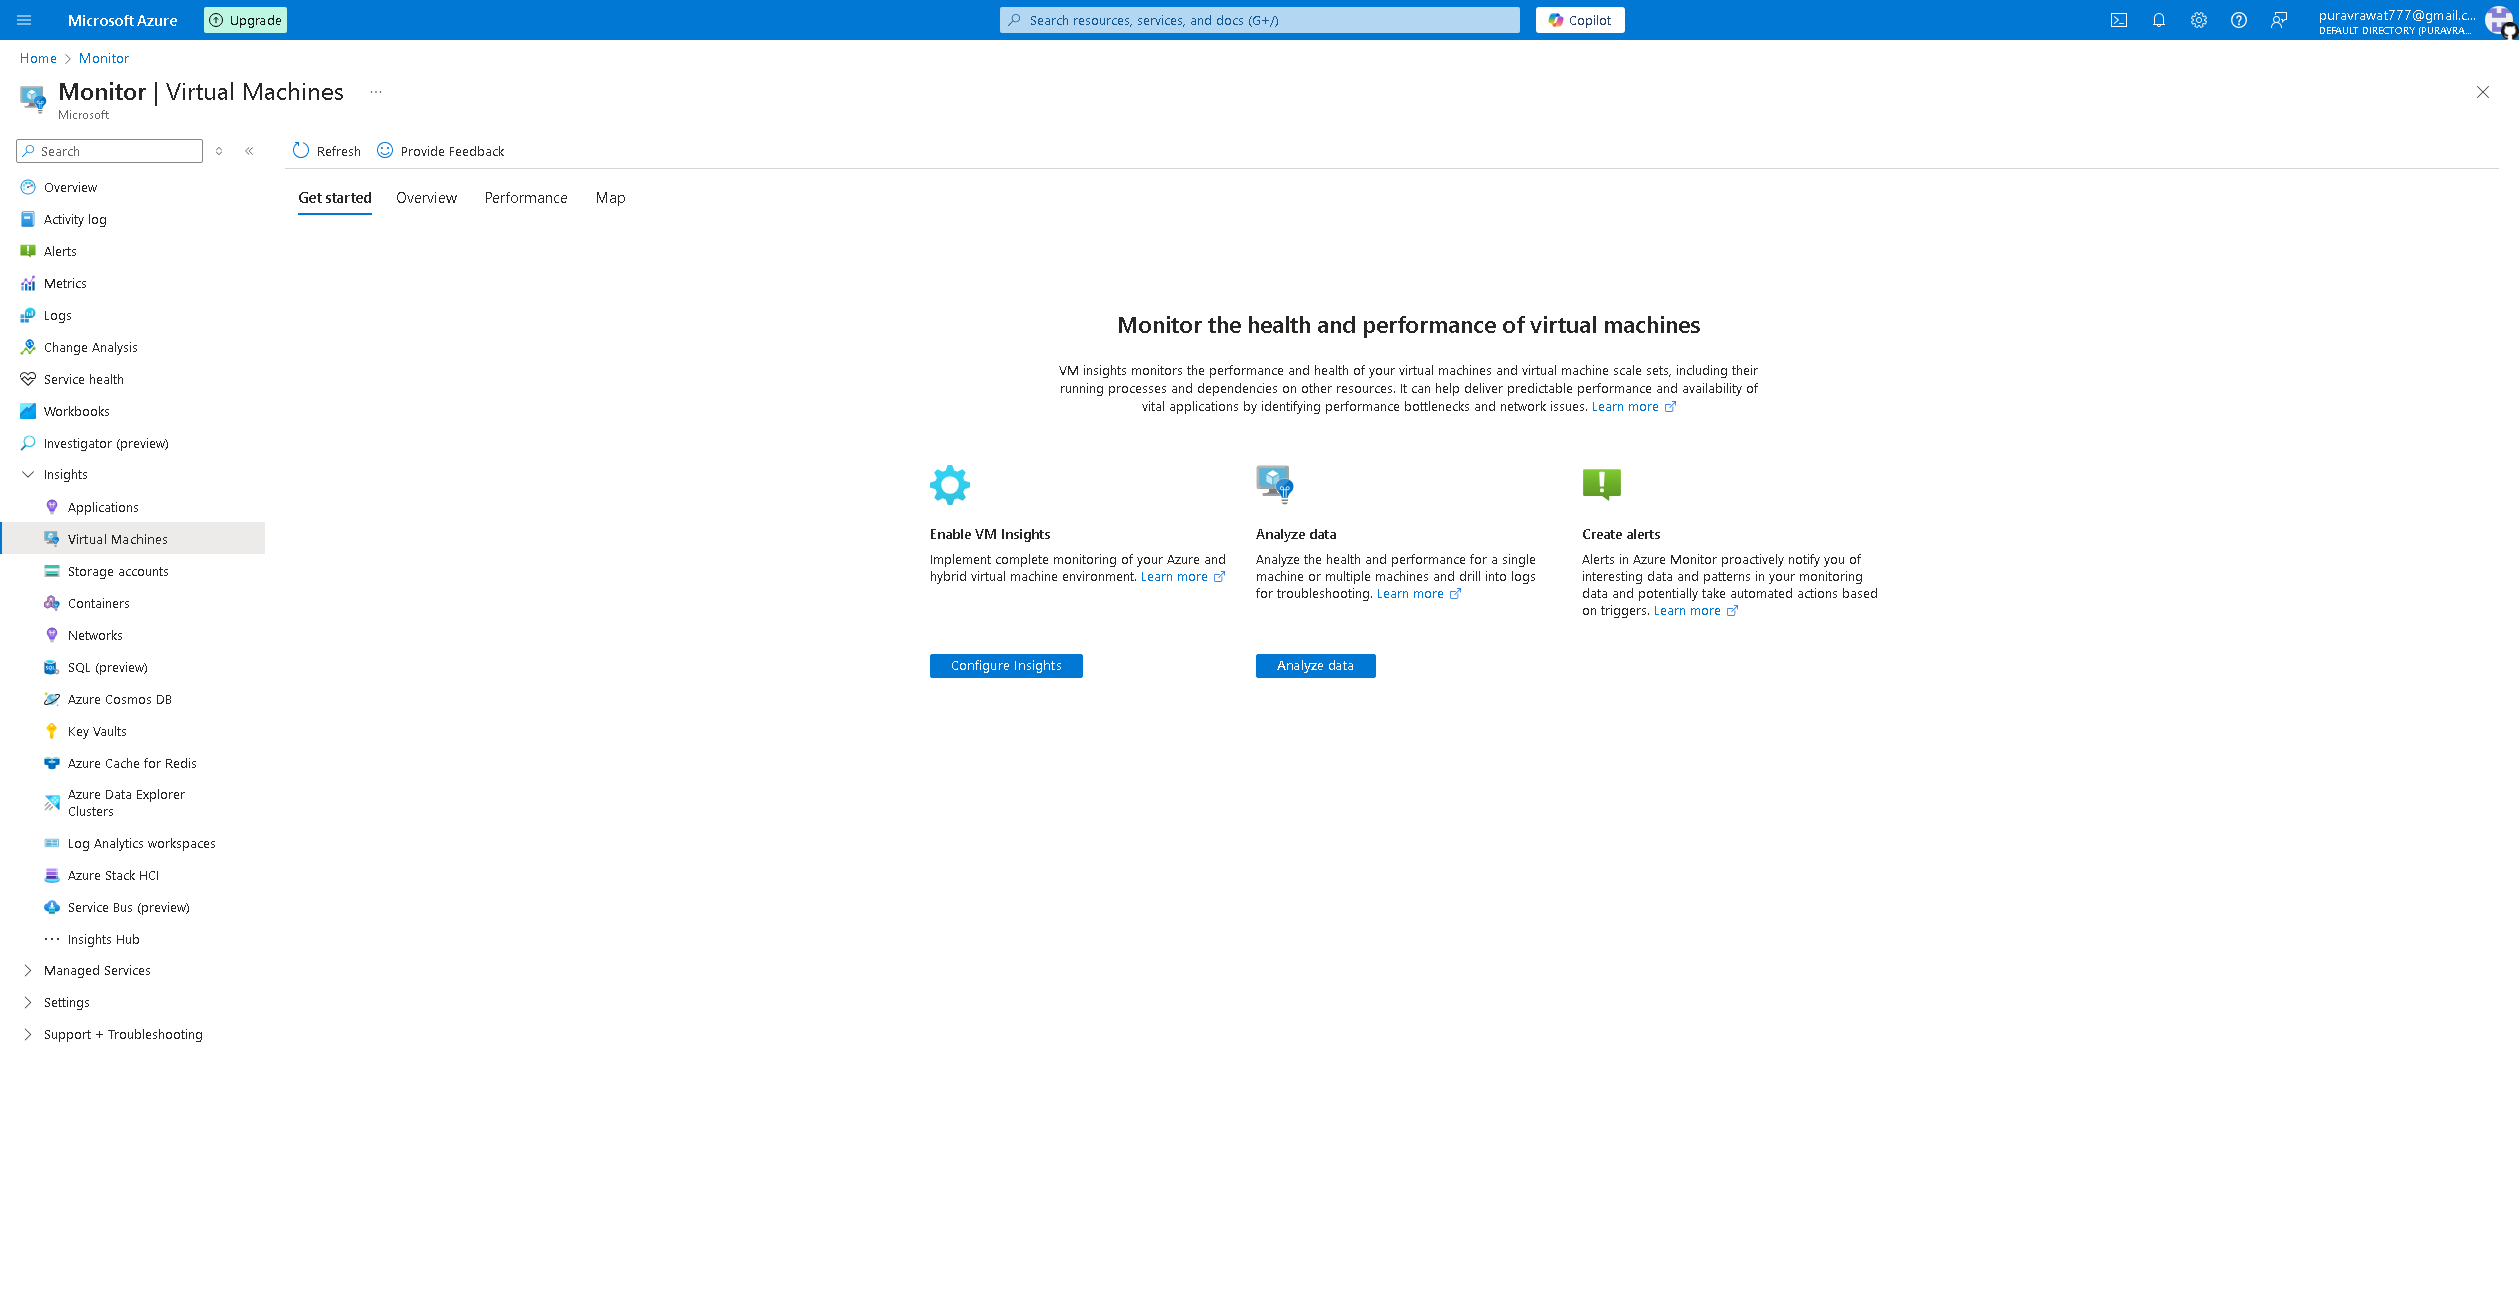 Microsoft Azure
Upgrade
Search resources, services, and docs (G+/)
Copilot
puravrawat777@gmail.c...
DEFAULT DIRECTORY (PURAVRA...
Home > Monitor
Monitor | Virtual Machines ...
Microsoft
Search
Refresh
Provide Feedback
Overview
Activity log
Alerts
Metrics
Logs
Change Analysis
Service health
Workbooks
Investigator (preview)
Insights
Applications
Virtual Machines
Storage accounts
Containers
Networks
SQL (preview)
Azure Cosmos DB
Key Vaults
Azure Cache for Redis
Azure Data Explorer
Clusters
Log Analytics workspaces
Azure Stack HCI
Service Bus (preview)
Insights Hub
Managed Services
Settings
Support + Troubleshooting
Get started
Overview
Performance
Map
Monitor the health and performance of virtual machines
VM insights monitors the performance and health of your virtual machines and virtual machine scale sets, including their
running processes and dependencies on other resources. It can help deliver predictable performance and availability of
vital applications by identifying performance bottlenecks and network issues. Learn more
Enable VM Insights
Implement complete monitoring of your Azure and
hybrid virtual machine environment. Learn more
Configure Insights
Analyze data
Analyze the health and performance for a single
machine or multiple machines and drill into logs
for troubleshooting. Learn more
Analyze data
Create alerts
Alerts in Azure Monitor proactively notify you of
interesting data and patterns in your monitoring
data and potentially take automated actions based
on triggers. Learn more